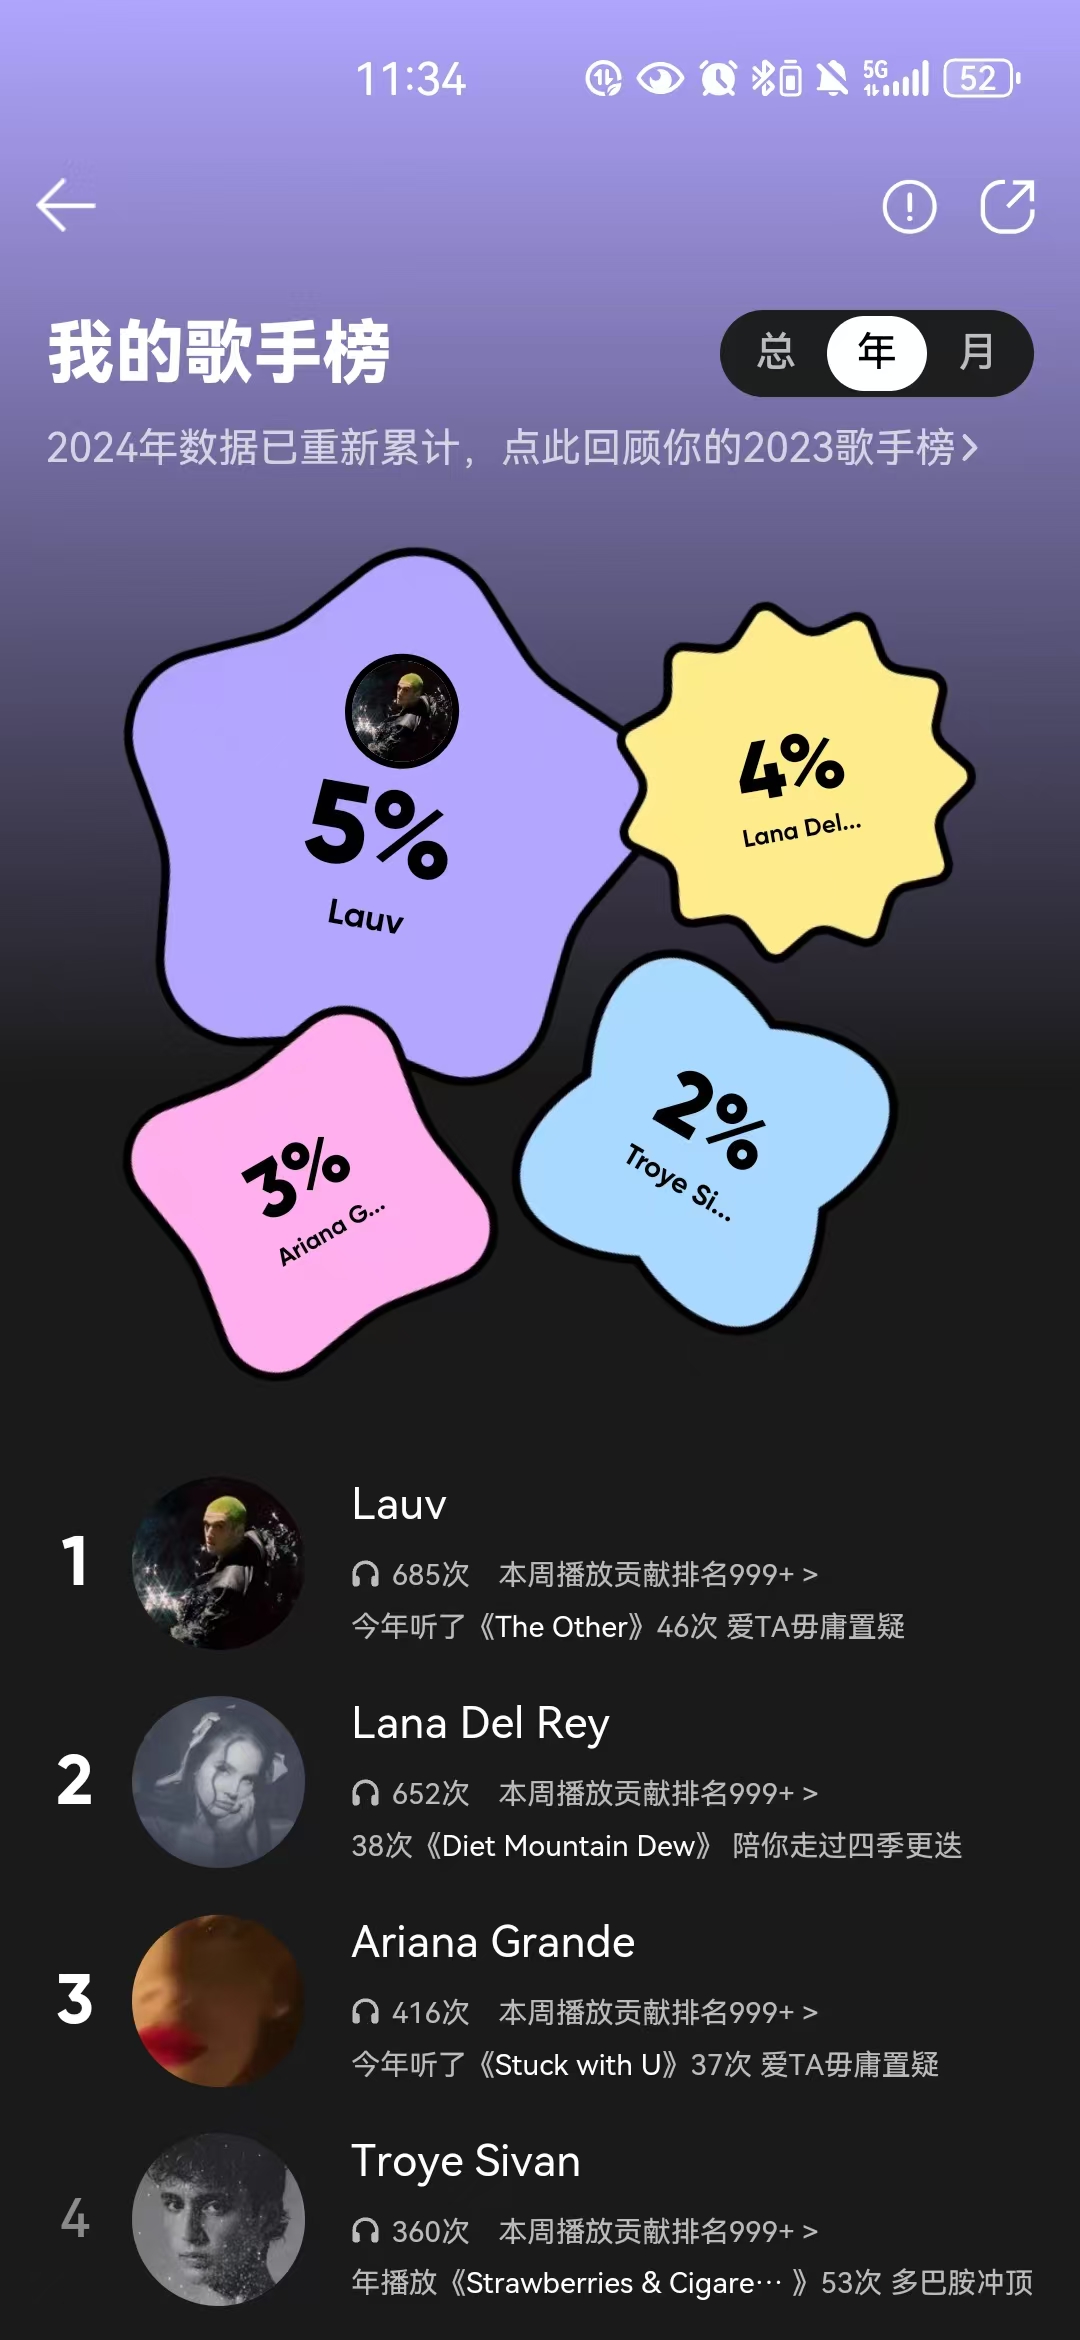 11:34
5G
52
我的歌手榜
总 年 月
2024年数据已重新累计，点此回顾你的2023歌手榜>
5%
Lauv
4%
Lana Del...
3%
Ariana G...
2%
Troye Si...
1
Lauv
685次 本周播放贡献排名999+ >
今年听了《The Other》46次 爱TA毋庸置疑
2
Lana Del Rey
652次 本周播放贡献排名999+ >
38次《Diet Mountain Dew》 陪你走过四季更迭
3
Ariana Grande
416次 本周播放贡献排名999+ >
今年听了《Stuck with U》37次 爱TA毋庸置疑
4
Troye Sivan
360次 本周播放贡献排名999+ >
年播放《Strawberries & Cigare··· 》53次 多巴胺冲顶